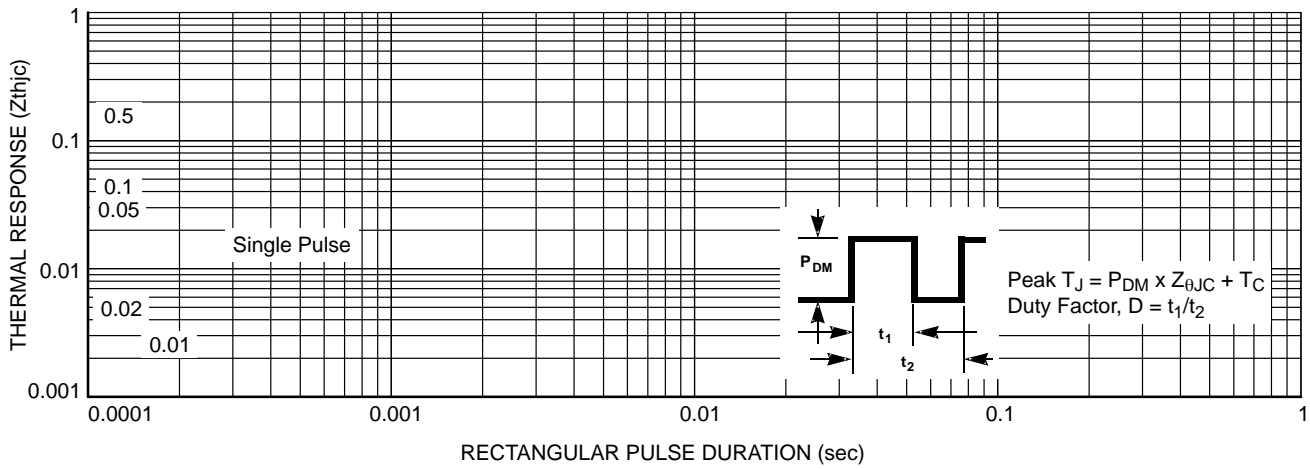 THERMAL RESPONSE (Zthjc)
1
0.1
0.01
0.001
0.5
0.1
0.05
Single Pulse
0.02
0.01
P_DM
t_1
t_2
Peak T_J = P_DM x Z_θJC + T_C
Duty Factor, D = t_1/t_2
0.0001
0.001
0.01
0.1
1
RECTANGULAR PULSE DURATION (sec)